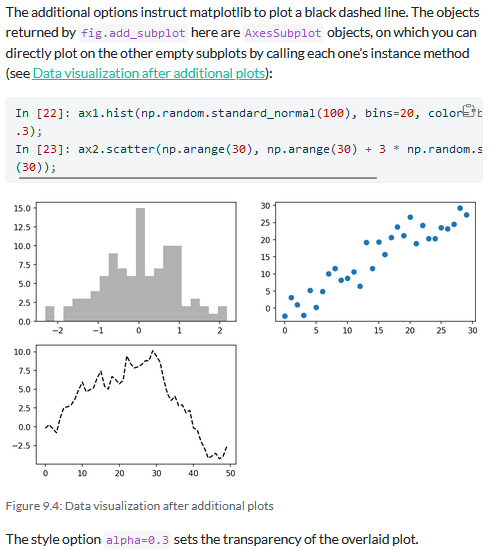 The additional options instruct matplotlib to plot a black dashed line. The objects
returned by fig.add_subplot here are AxesSubplot objects, on which you can
directly plot on the other empty subplots by calling each one's instance method
(see Data visualization after additional plots):
In [22]: ax1.hist(np.random.standard_normal(100), bins=20, color
.3);
In [23]: ax2.scatter(np.arange(30), np.arange(30) + 3 * np.random.s
(30));
15.0
12.5
10.0
7.5
5.0
2.5
0.0
−2 −1 0 1 2
30
25
20
15
10
5
0
0 5 10 15 20 25 30
10.0
7.5
5.0
2.5
0.0
−2.5
0 10 20 30 40 50
Figure 9.4: Data visualization after additional plots
The style option alpha=0.3 sets the transparency of the overlaid plot.